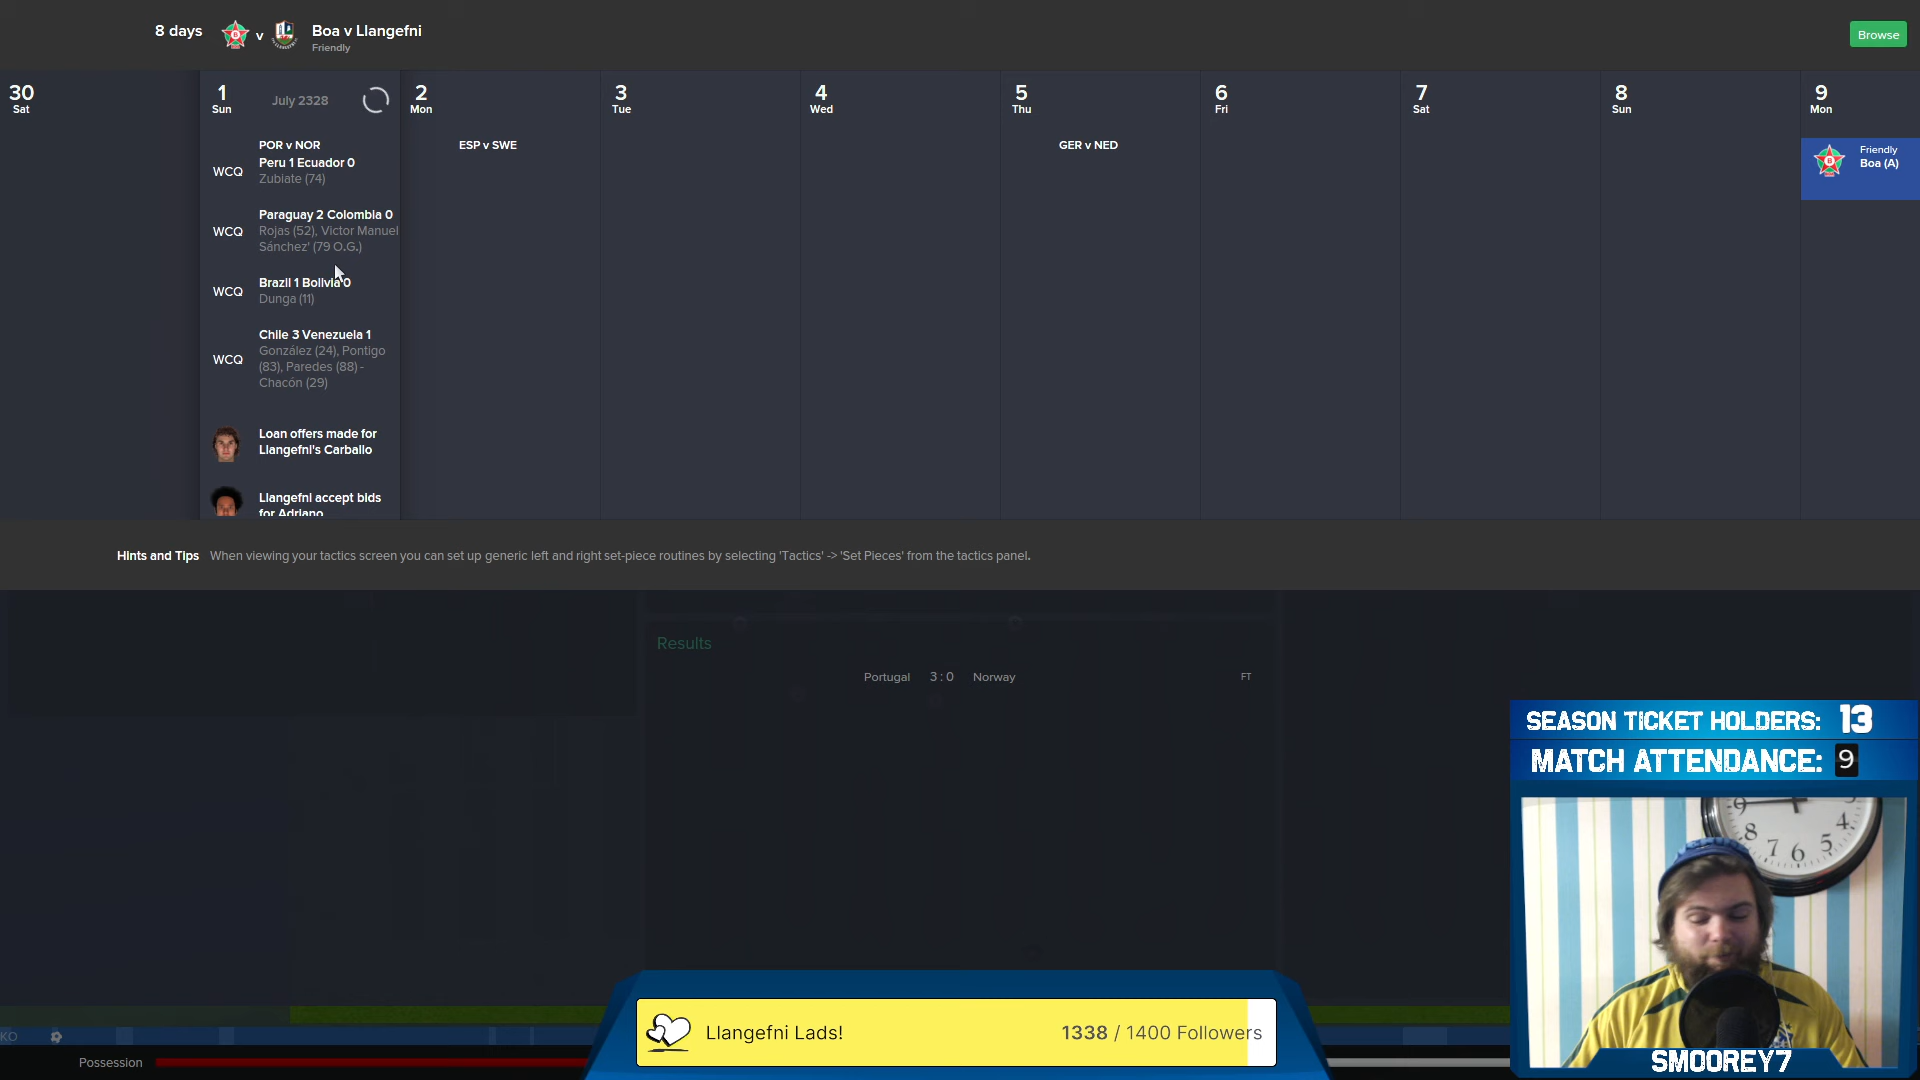 8 days
v
Boa v Llangefni
Friendly
Browse
30
Sat
1
Sun
July 2328
2
Mon
3
Tue
4
Wed
5
Thu
6
Fri
7
Sat
8
Sun
9
Mon
POR v NOR
WCQ
Peru 1 Ecuador 0
Zubiate (74)
WCQ
Paraguay 2 Colombia 0
Rojas (52), Victor Manuel
Sánchez' (79 O.G.)
WCQ
Brazil 1 Bolivia 0
Dunga (11)
WCQ
Chile 3 Venezuela 1
González (24), Pontigo
(83), Paredes (88) -
Chacón (29)
Loan offers made for
Llangefni's Carballo
Llangefni accept bids
for Adriano
ESP v SWE
GER v NED
Friendly
Boa (A)
Hints and Tips When viewing your tactics screen you can set up generic left and right set-piece routines by selecting 'Tactics' -> 'Set Pieces' from the tactics panel.
Results
Portugal 3 : 0 Norway FT
SEASON TICKET HOLDERS: 13
MATCH ATTENDANCE: 9
9
8
7
6
5
4
KO
Possession
Llangefni Lads!
1338 / 1400 Followers
SMOOREY7